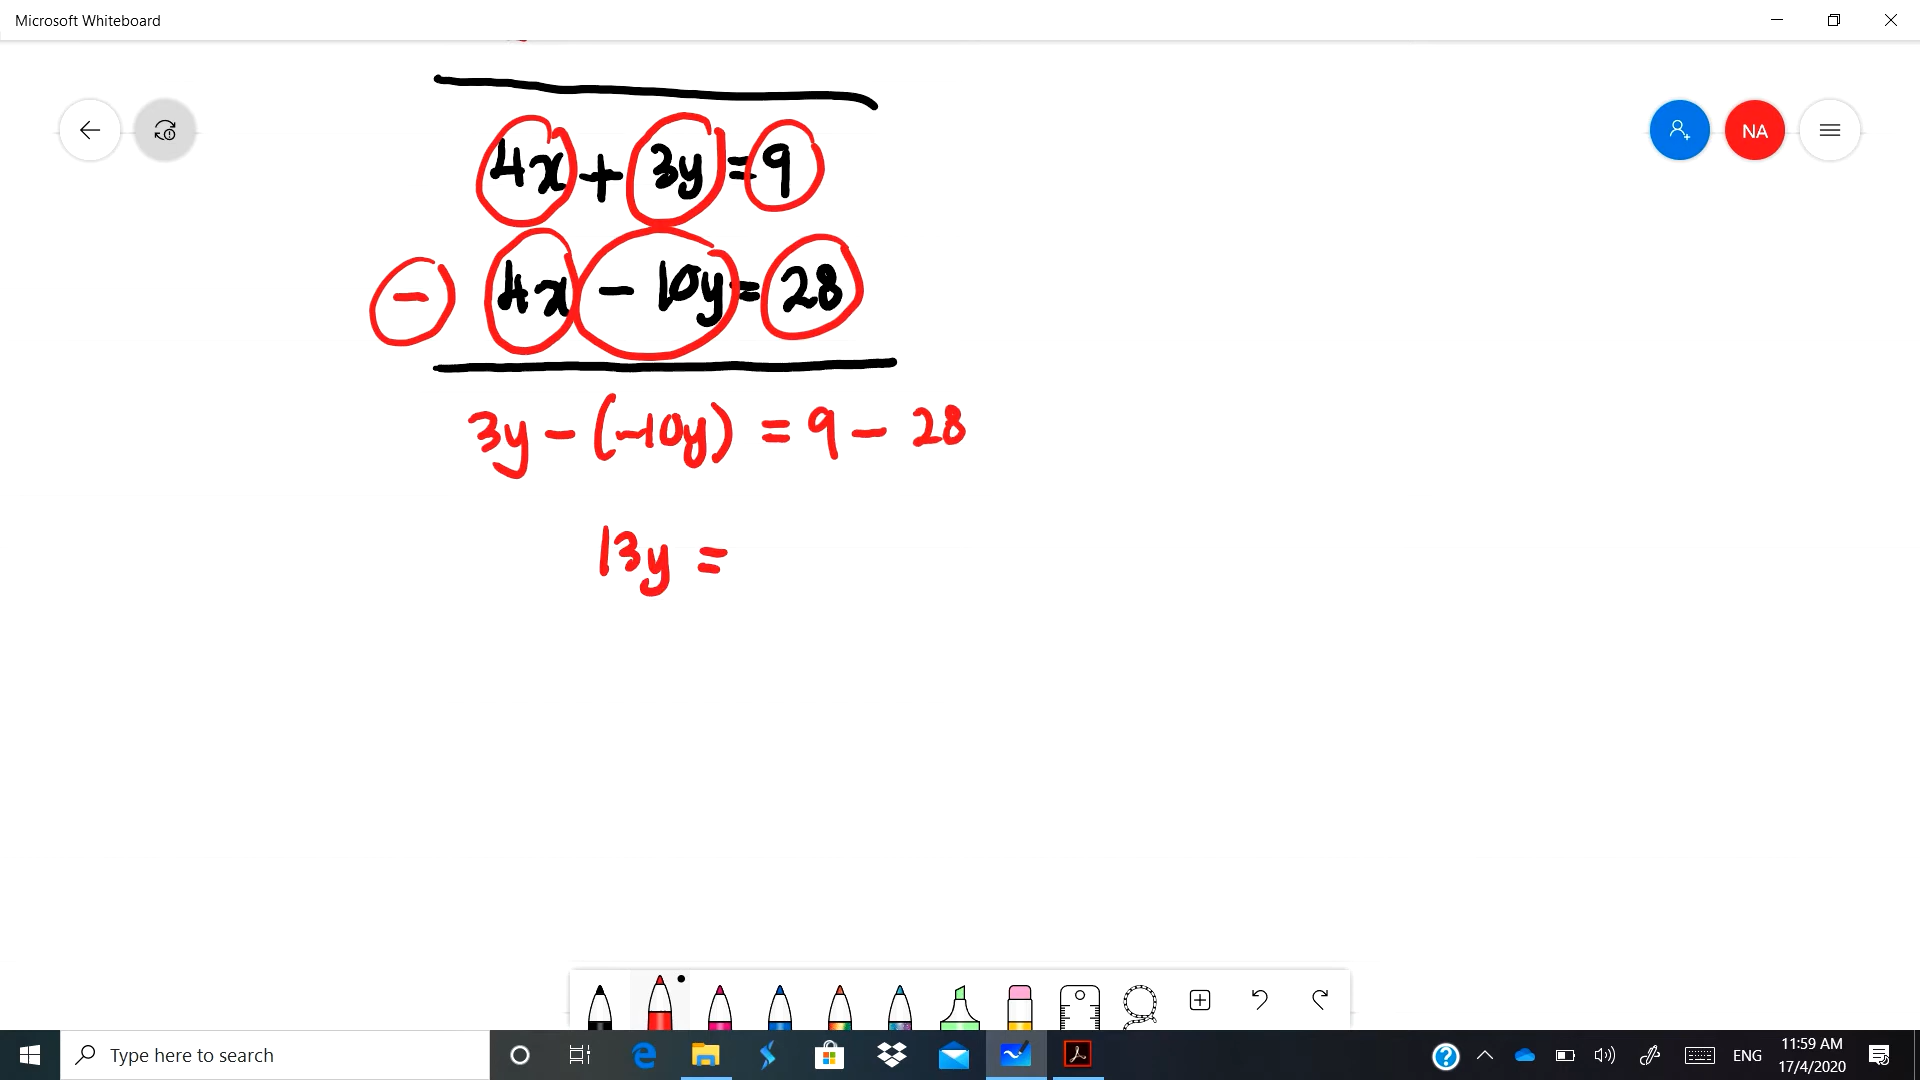 Microsoft Whiteboard
NA
4x + 3y = 9
- 4x - 10y = 28
3y - (-10y) = 9 - 28
13y =
Type here to search
ENG
11:59 AM
17/4/2020